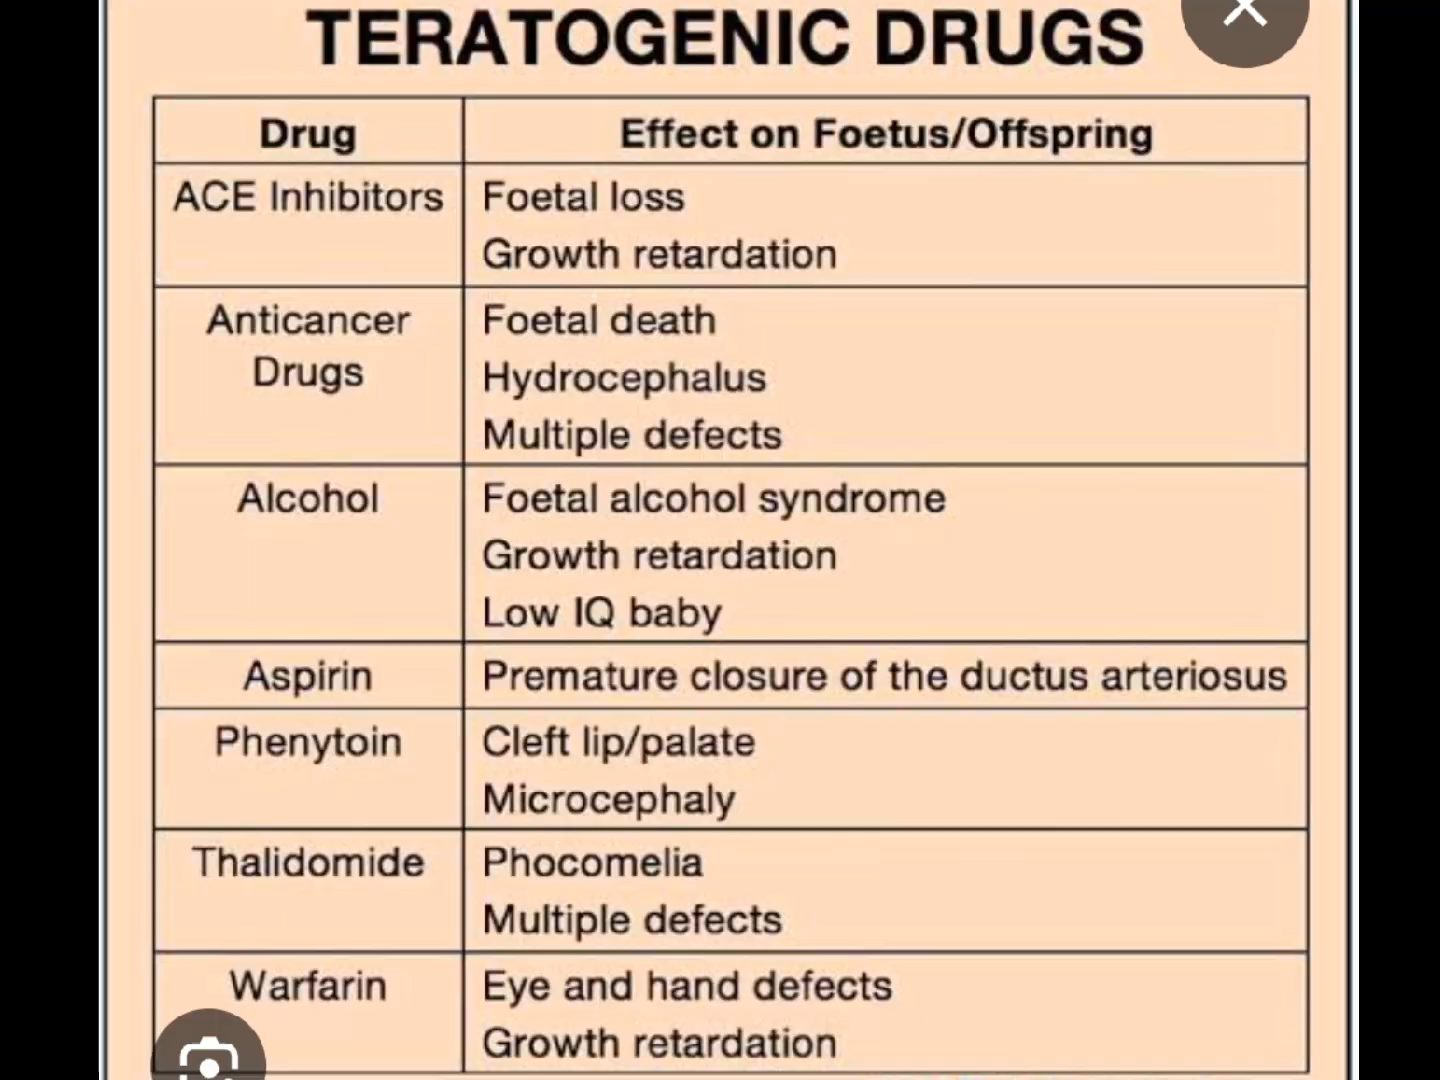 TERATOGENIC DRUGS
Drug
Effect on Foetus/Offspring
ACE Inhibitors
Foetal loss
Growth retardation
Anticancer
Drugs
Foetal death
Hydrocephalus
Multiple defects
Alcohol
Foetal alcohol syndrome
Growth retardation
Low IQ baby
Aspirin
Premature closure of the ductus arteriosus
Phenytoin
Cleft lip/palate
Microcephaly
Thalidomide
Phocomelia
Multiple defects
Warfarin
Eye and hand defects
Growth retardation